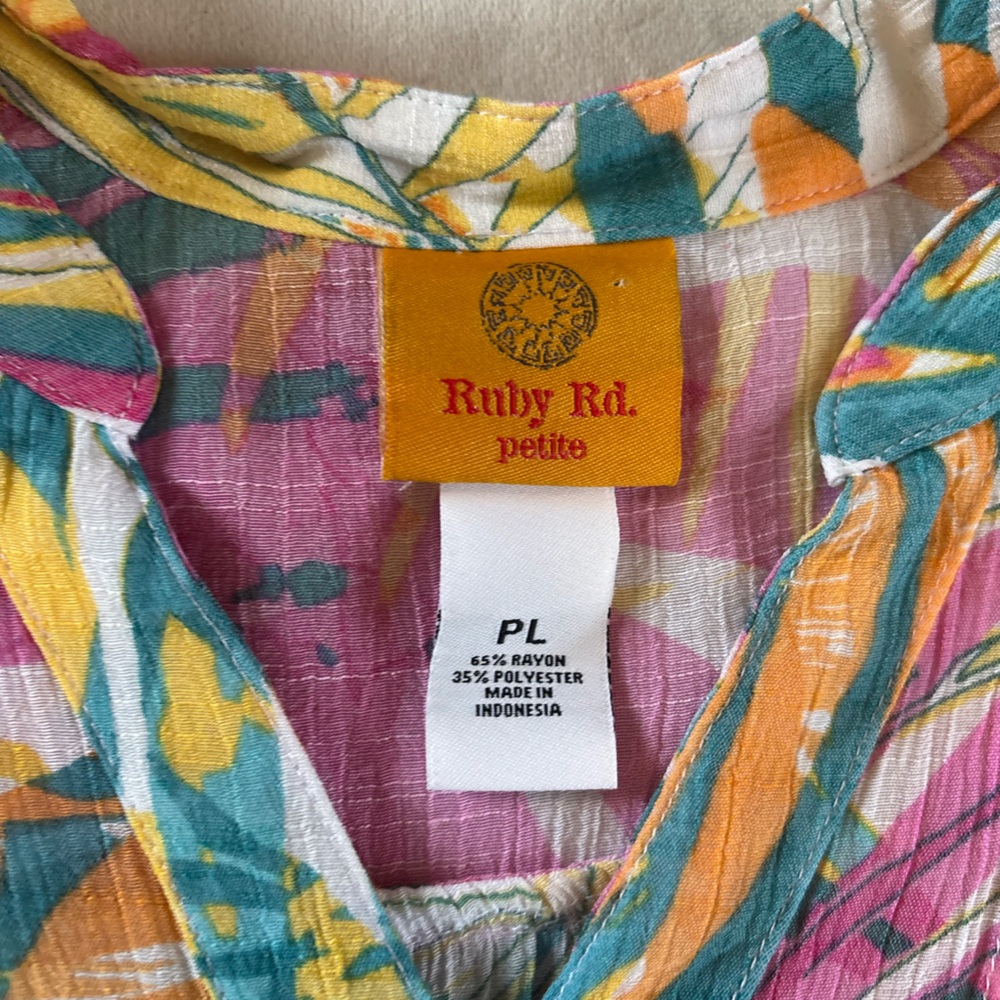 Ruby Rd.
petite
PL
65% RAYON
35% POLYESTER
MADE IN
INDONESIA